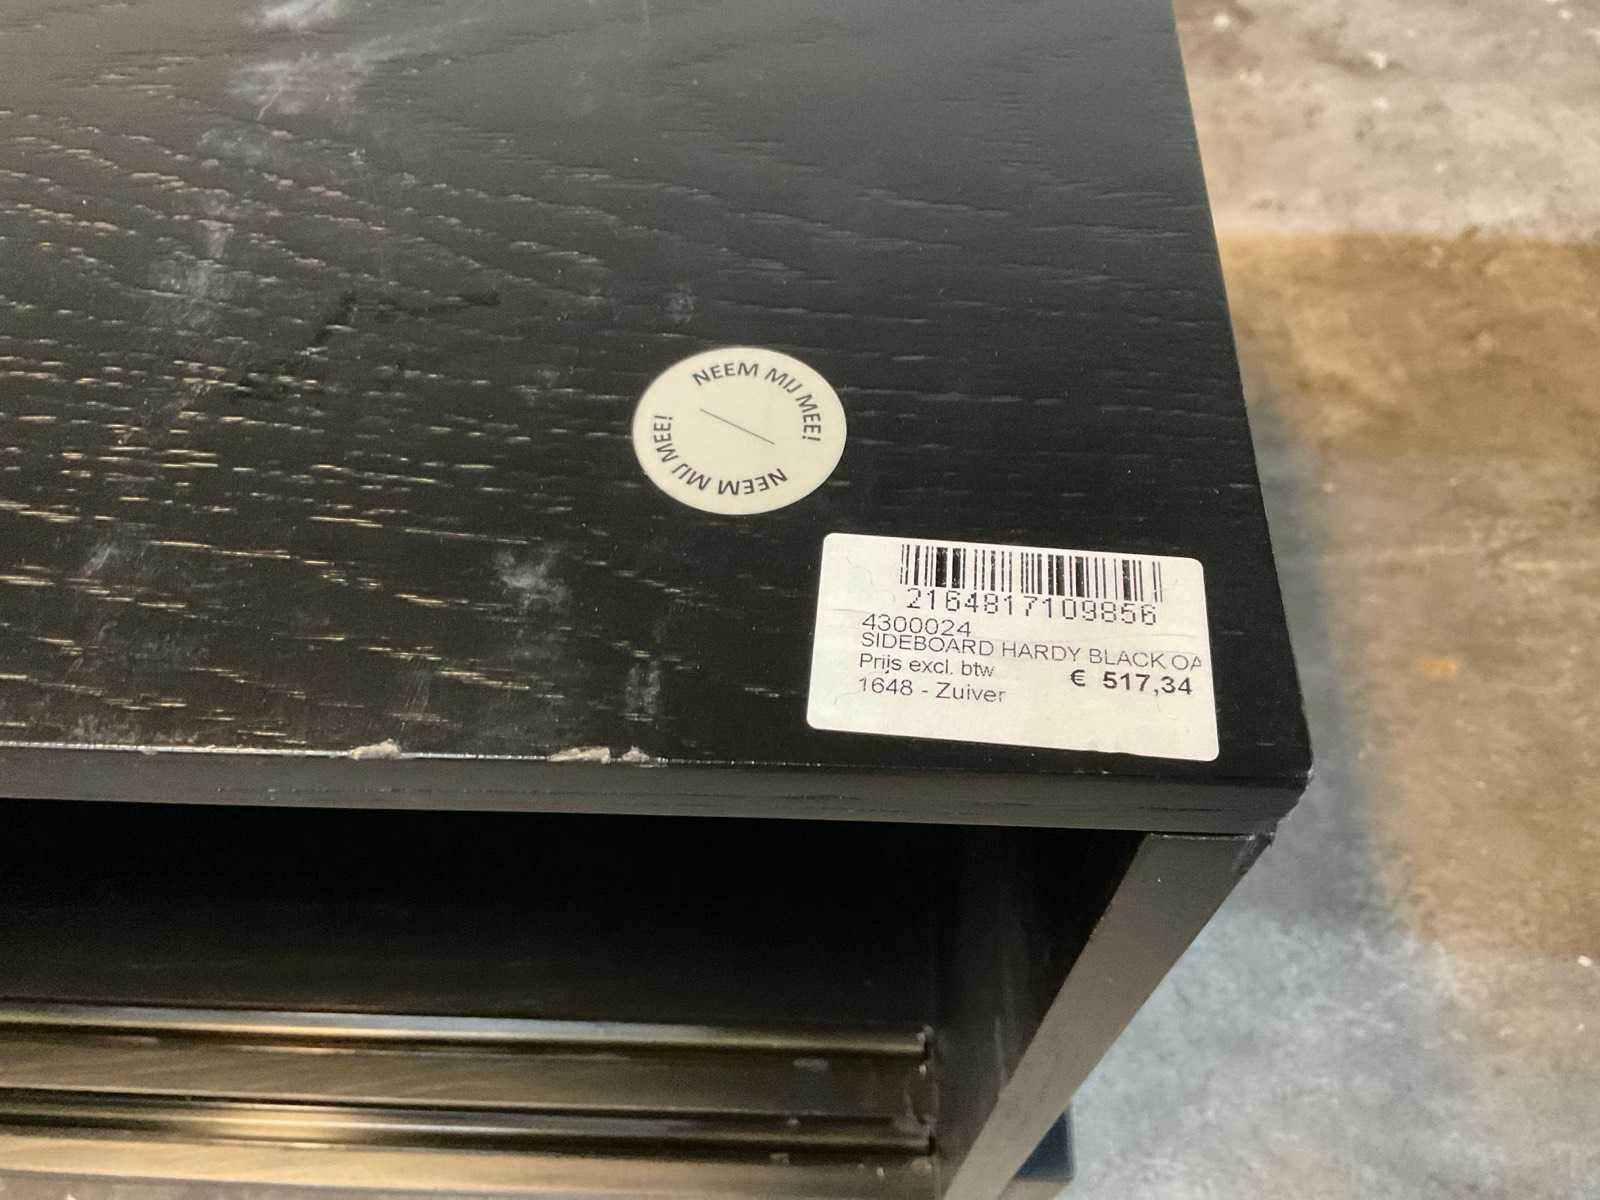 NEEM MIJ MEE!
NEEM MIJ MEE!
2164817109856
4300024
SIDEBOARD HARDY BLACK OA
Prijs excl. btw € 517,34
1648 - Zuiver